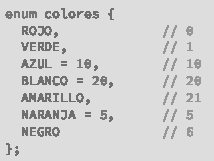 enum colores {
  ROJO,          // 0
  VERDE,         // 1
  AZUL = 10,     // 10
  BLANCO = 20,   // 20
  AMARILLO,      // 21
  NARANJA = 5,   // 5
  NEGRO          // 6
};